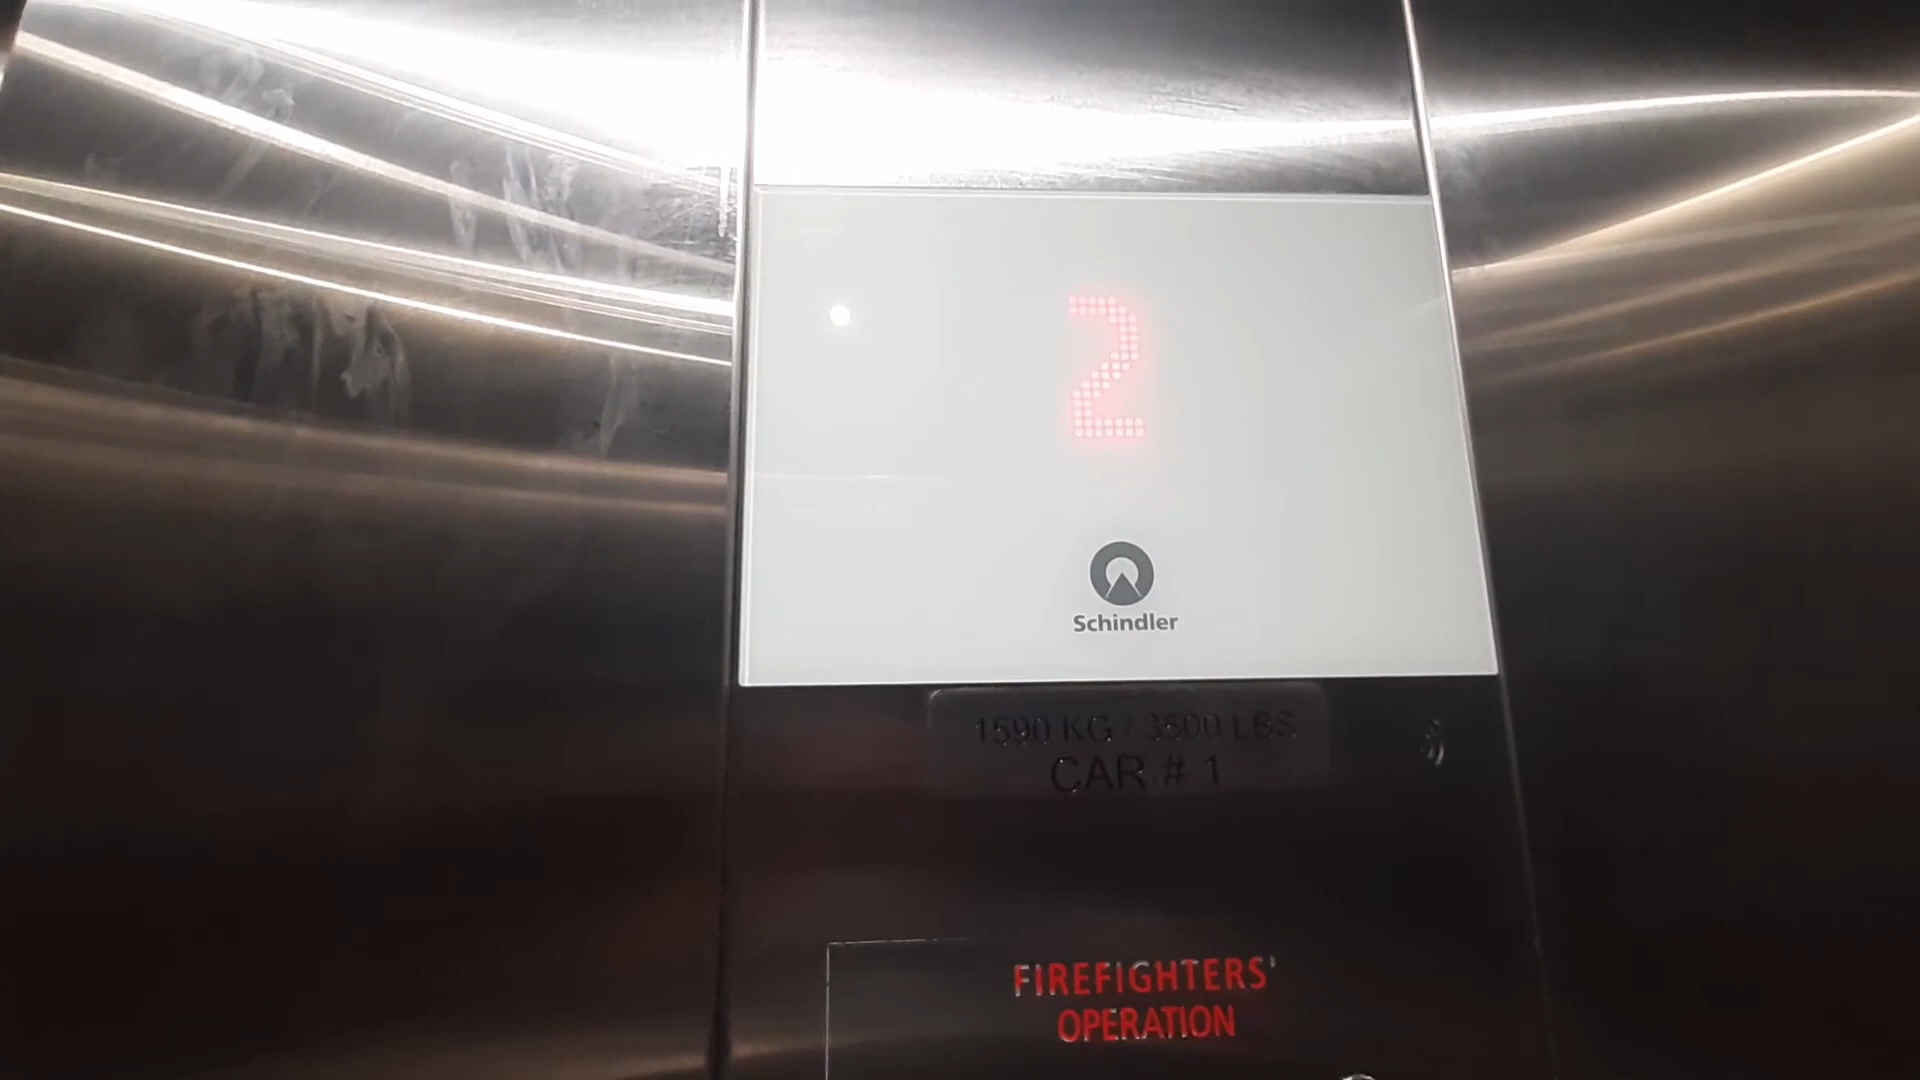 2
Schindler
1590 KG / 3500 LBS
CAR # 1
FIREFIGHTERS'
OPERATION